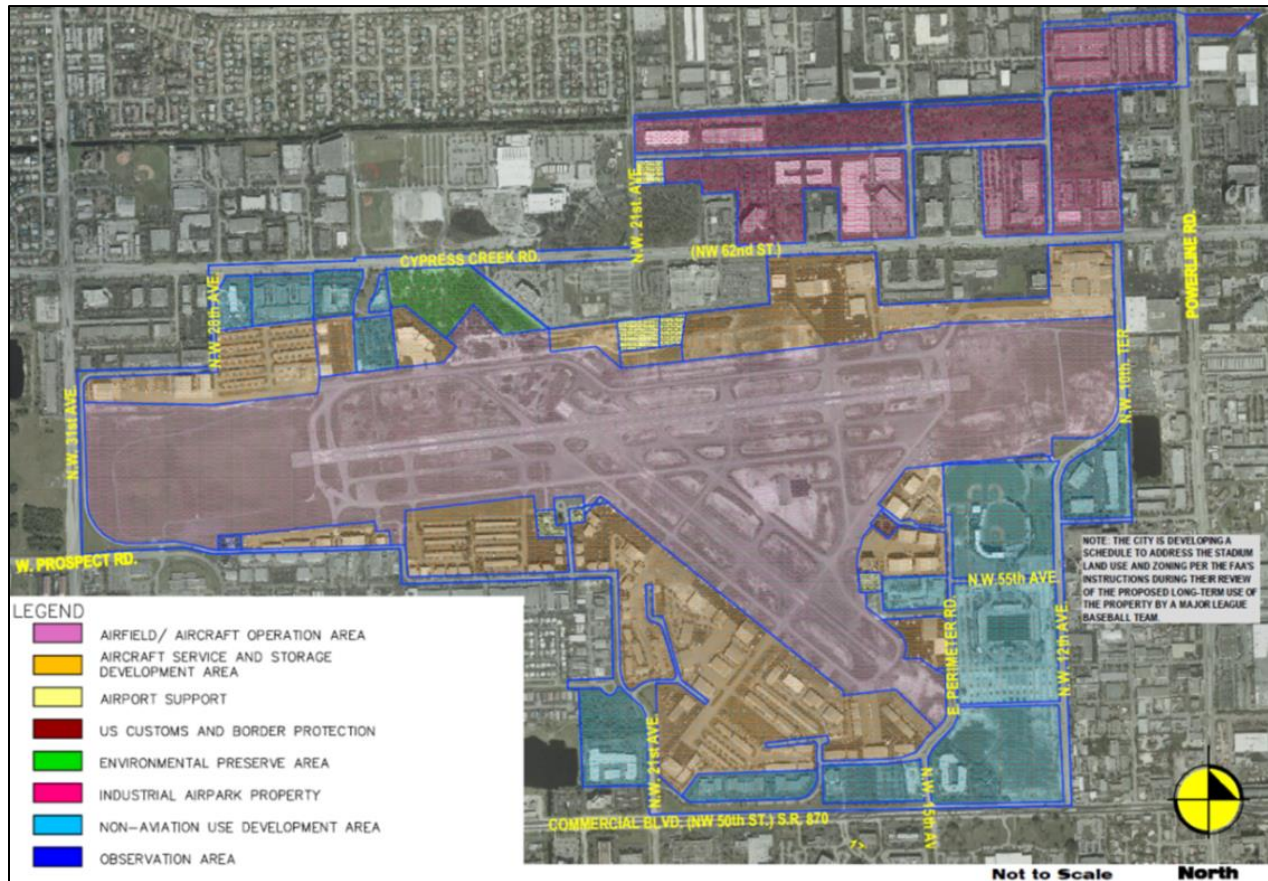 CYPRESS CREEK RD.
(NW 62nd ST.)
N.W. 21st AVE.
N.W. 28th AVE.
POWERLINE RD.
N.W. 31st AVE.
N.W. 10th. TER
W. PROSPECT RD.
NOTE: THE CITY IS DEVELOPING A
SCHEDULE TO ADDRESS THE STADIUM
LAND USE AND ZONING PER THE FAA'S
INSTRUCTIONS DURING THEIR REVIEW
OF THE PROPOSED LONG-TERM USE OF
THE PROPERTY BY A MAJOR LEAGUE
BASEBALL TEAM.
N.W. 55th AVE.
E. PERIMETER RD.
N.W. 12th AVE.
N.W. 21st AVE.
N.W. 15th AV
COMMERCIAL BLVD. (NW 50th ST.) S.R. 870
LEGEND
AIRFIELD/ AIRCRAFT OPERATION AREA
AIRCRAFT SERVICE AND STORAGE
DEVELOPMENT AREA
AIRPORT SUPPORT
US CUSTOMS AND BORDER PROTECTION
ENVIRONMENTAL PRESERVE AREA
INDUSTRIAL AIRPARK PROPERTY
NON-AVIATION USE DEVELOPMENT AREA
OBSERVATION AREA
Not to Scale
North